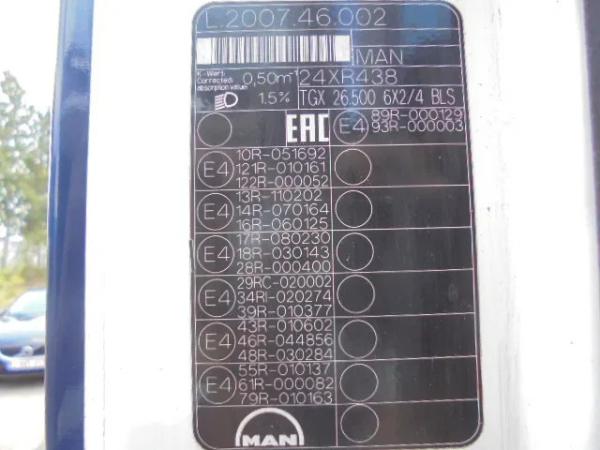 L.2007.46.002
MAN
K-Wert: Corrected absorption value: 0,50m⁻¹ 24XR438
1.5% TGX 26.500 6X2/4 BLS
EAC E4 89R-000129
93R-000003
10R-051692
E4 121R-010161
122R-000052
13R-110202
E4 14R-070164
16R-060125
17R-080230
E4 18R-030143
28R-000400
29RC-020002
E4 34RI-020274
39R-010377
43R-010602
E4 46R-044856
48R-030284
55R-010137
E4 61R-000082
79R-010163
MAN